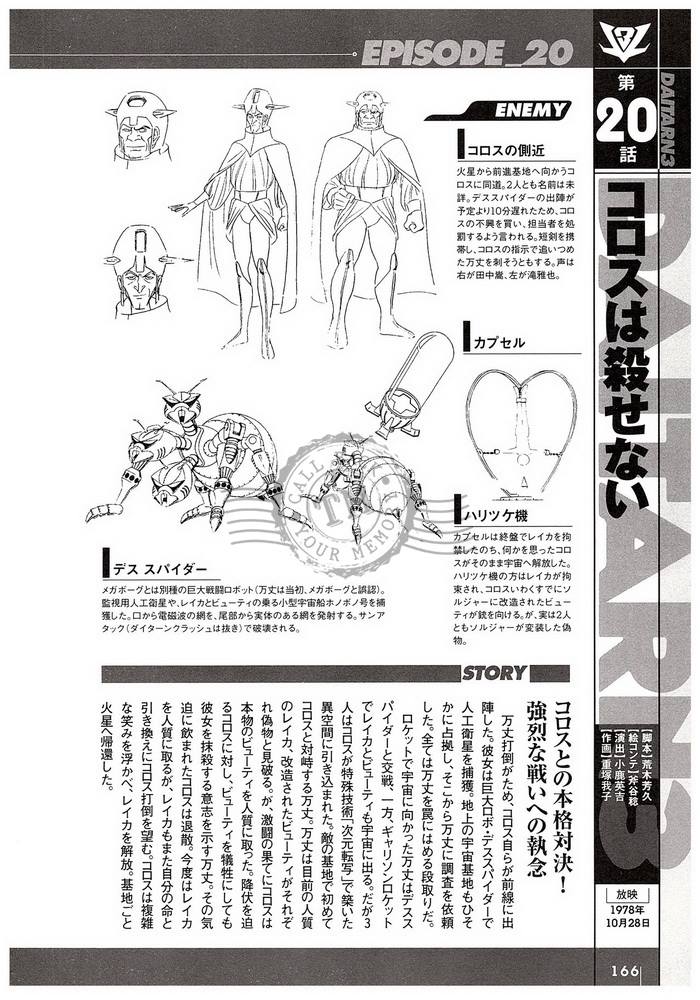 EPISODE_20
DAITARN3
第
20
話
コロスは殺せない
DAITARN3
[脚本] 荒木芳久
[絵コンテ] 斧谷稔
[演出] 小鹿英吉
[作画] 重塚我子
放映
1978年
10月28日
ENEMY
コロスの側近
火星から前進基地へ向かうコ
ロスに同道。2人とも名前は未
詳。デススパイダーの出陣が
予定より10分遅れたため、コロ
スの不興を買い、担当者を処
罰するよう言われる。短剣を携
帯し、コロスの指示で追いつめ
た万丈を刺そうともする。声は
右が田中嵩、左が滝雅也。
カプセル
ハリツケ機
カプセルは終盤でレイカを拘
禁したのち、何かを思ったコロ
スがそのまま宇宙へ解放した。
ハリツケ機の方はレイカが拘
束され、コロスいわくすでにソ
ルジャーに改造されたビューテ
ィが銃を向ける。が、実は2人
ともソルジャーが変装した偽
物。
デス スパイダー
メガボーグとは別種の巨大戦闘ロボット(万丈は当初、メガボーグと誤認)。
監視用人工衛星や、レイカとビューティの乗る小型宇宙船ホノボノ号を捕
獲した。口から電磁波の網を、尾部から実体のある網を発射する。サンア
タック(ダイターンクラッシュは抜き)で破壊される。
CALL
TMC
YOUR MEMO
STORY
コロスとの本格対決!
強烈な戦いへの執念
万丈打倒がため、コロス自らが前線に出
陣した。彼女は巨大ロボ・デススパイダーで
人工衛星を捕獲。地上の宇宙基地もひそ
かに占拠し、そこから万丈に調査を依頼
した。全ては万丈を罠にはめる段取りだ。
ロケットで宇宙に向かった万丈はデスス
パイダーと交戦。一方、ギャリソンロケット
でレイカとビューティも宇宙に出る。だが3
人はコロスが特殊技術「次元転写」で築いた
異空間に引き込まれた。敵の基地で初めて
コロスと対峙する万丈。万丈は目前の人質
のレイカ、改造されたビューティがそれぞ
れ偽物と見破る。が、激闘の果てにコロスは
本物のビューティを人質に取った。降伏を迫
るコロスに対し、ビューティを犠牲にしても
彼女を抹殺する意志を示す万丈。その気
迫に飲まれたコロスは退散。今度はレイカ
を人質に取るが、レイカもまた自分の命と
引き換えにコロス打倒を望む。コロスは複雑
な笑みを浮かべ、レイカを解放。基地ごと
火星へ帰還した。
166